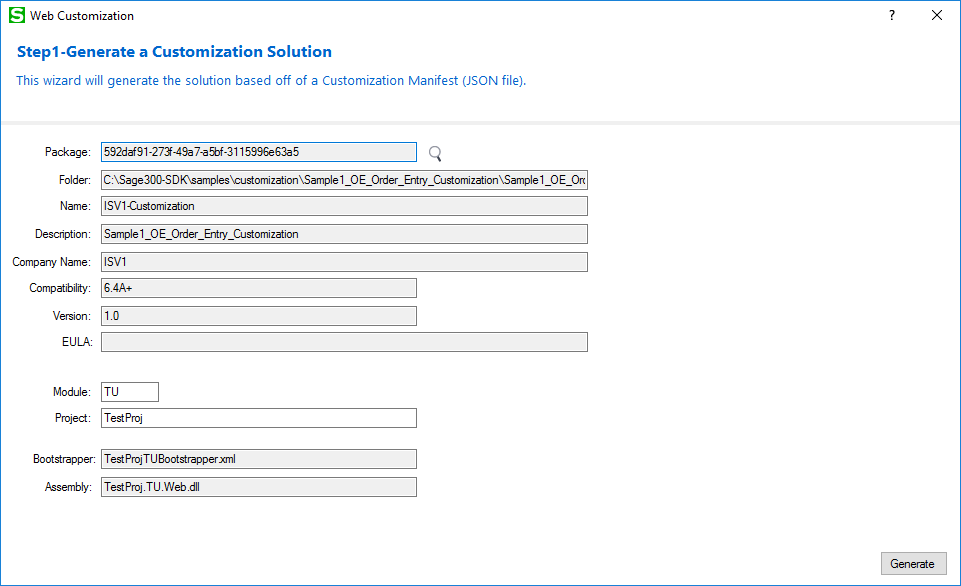 S Web Customization ?
Step1-Generate a Customization Solution
This wizard will generate the solution based off of a Customization Manifest (JSON file).
Package: 592daf91-273f-49a7-a5bf-3115996e63a5
Folder: C:\Sage300-SDK\samples\customization\Sample1_OE_Order_Entry_Customization\Sample1_OE_Orc
Name: ISV1-Customization
Description: Sample1_OE_Order_Entry_Customization
Company Name: ISV1
Compatibility: 6.4A+
Version: 1.0
EULA:
Module: TU
Project: TestProj
Bootstrapper: TestProjTUBootstrapper.xml
Assembly: TestProj.TU.Web.dll
Generate